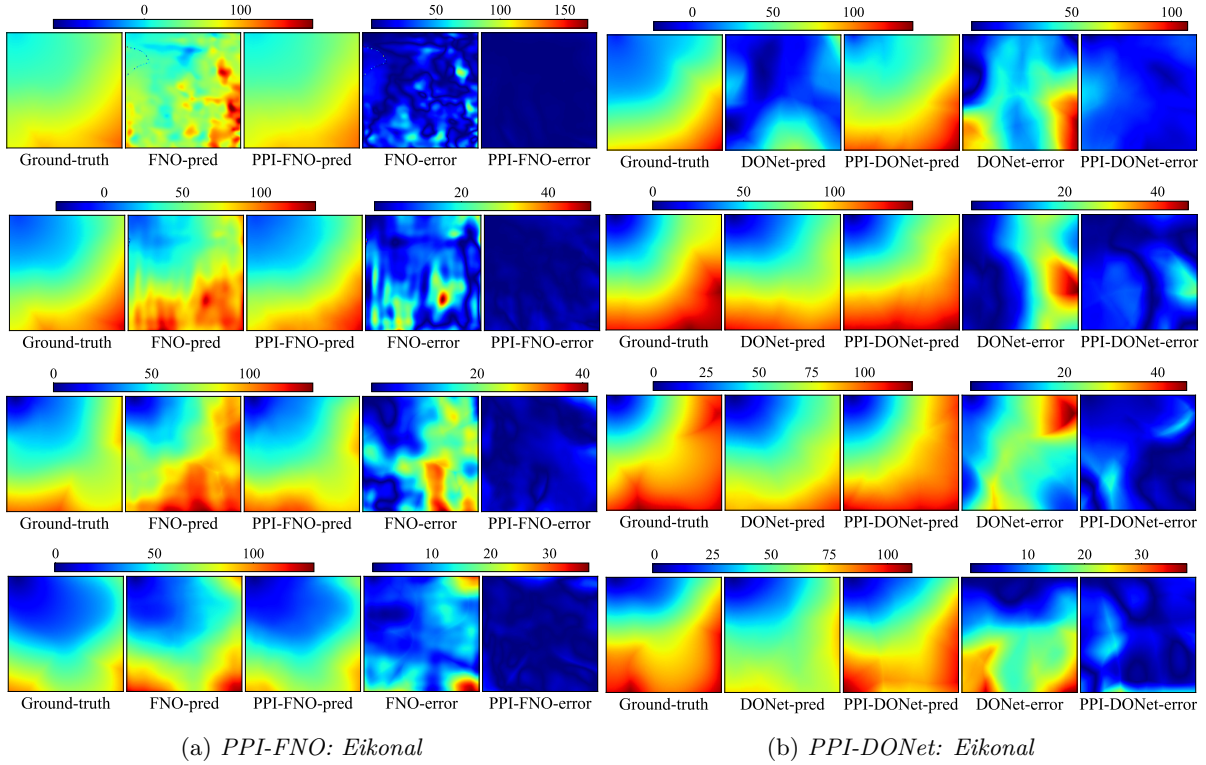 0 50 100
50 100 150
Ground-truth FNO-pred PPI-FNO-pred FNO-error PPI-FNO-error
0 50 100
20 40
Ground-truth FNO-pred PPI-FNO-pred FNO-error PPI-FNO-error
0 50 100
20 40
Ground-truth FNO-pred PPI-FNO-pred FNO-error PPI-FNO-error
0 50 100
10 20 30
Ground-truth FNO-pred PPI-FNO-pred FNO-error PPI-FNO-error
(a) PPI-FNO: Eikonal
0 50 100
50 100
Ground-truth DONet-pred PPI-DONet-pred DONet-error PPI-DONet-error
0 50 100
20 40
Ground-truth DONet-pred PPI-DONet-pred DONet-error PPI-DONet-error
0 25 50 75 100
20 40
Ground-truth DONet-pred PPI-DONet-pred DONet-error PPI-DONet-error
0 25 50 75 100
10 20 30
Ground-truth DONet-pred PPI-DONet-pred DONet-error PPI-DONet-error
(b) PPI-DONet: Eikonal